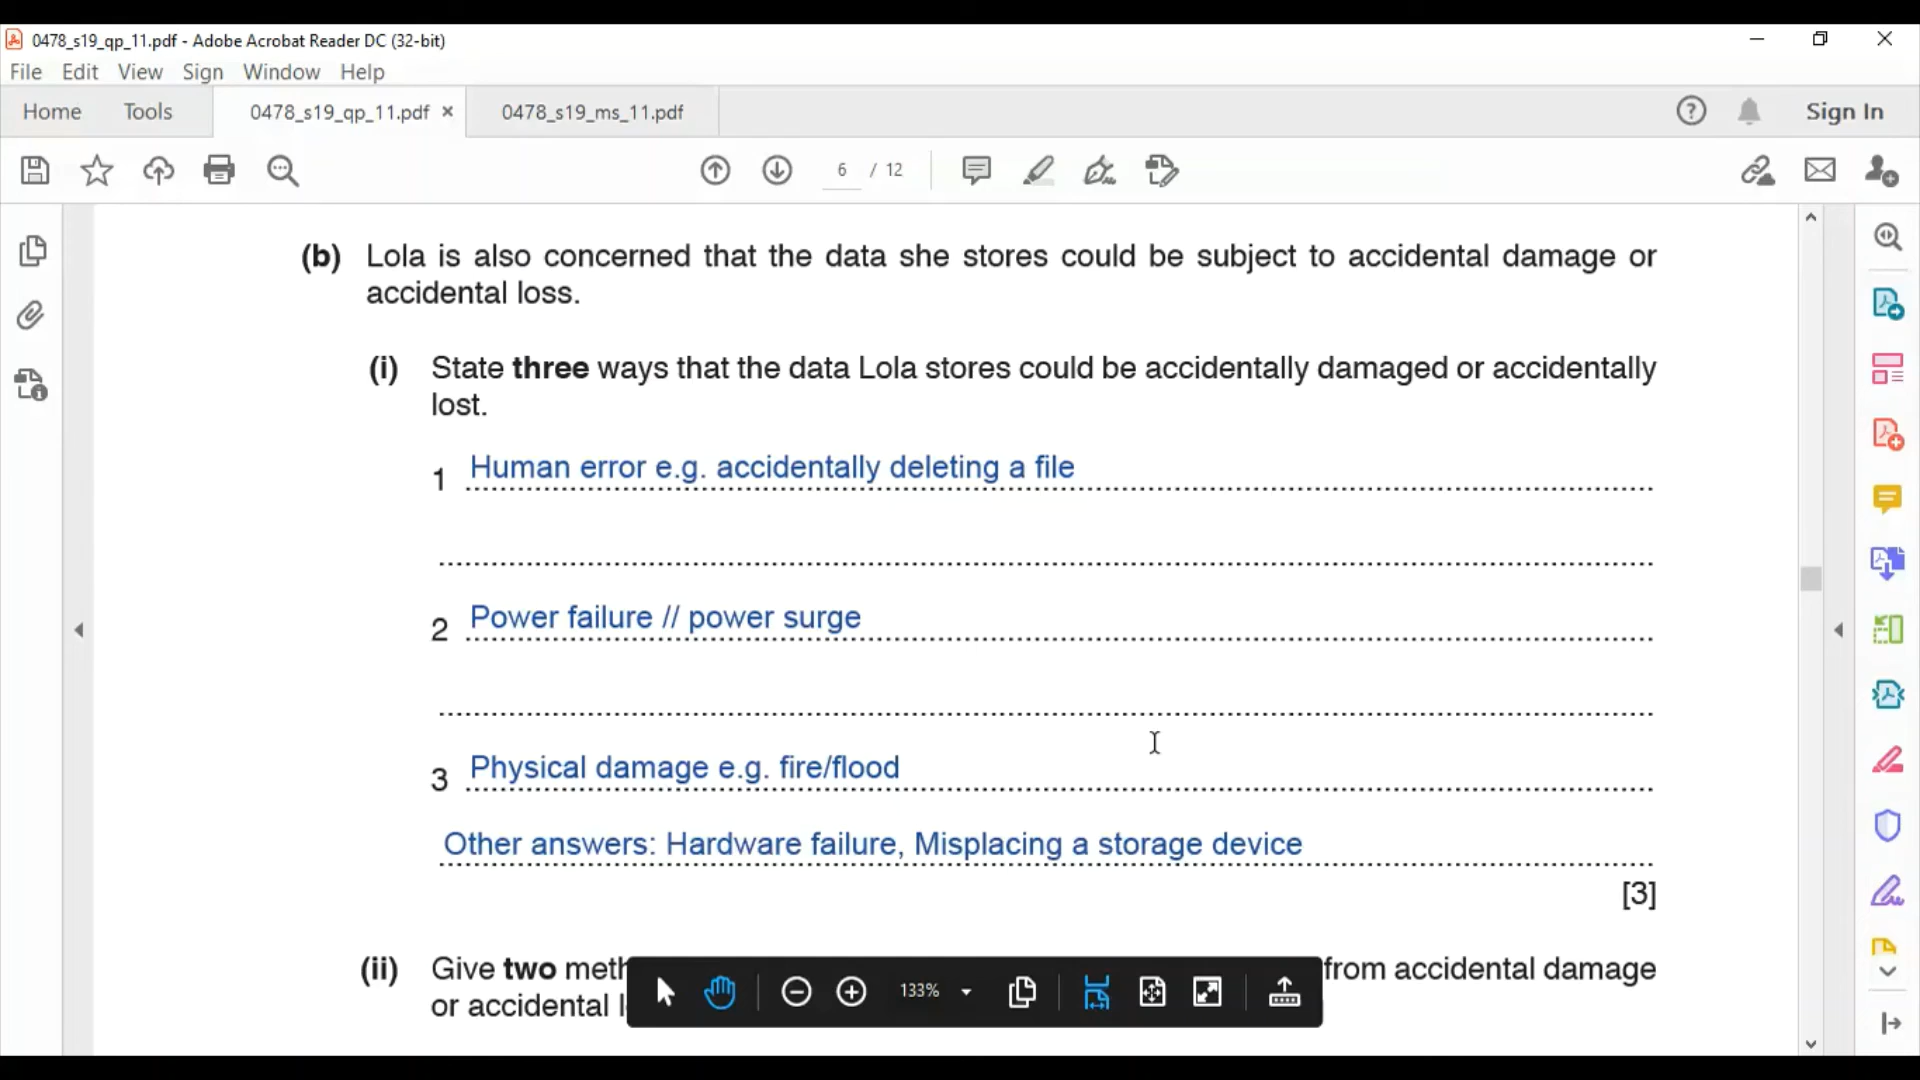 0478_s19_qp_11.pdf - Adobe Acrobat Reader DC (32-bit)
File Edit View Sign Window Help
Home Tools 0478_s19_qp_11.pdf × 0478_s19_ms_11.pdf Sign In
6 / 12
(b) Lola is also concerned that the data she stores could be subject to accidental damage or
accidental loss.
(i) State three ways that the data Lola stores could be accidentally damaged or accidentally
lost.
1 Human error e.g. accidentally deleting a file
2 Power failure // power surge
3 Physical damage e.g. fire/flood
Other answers: Hardware failure, Misplacing a storage device
[3]
(ii) Give two meth from accidental damage
or accidental l
133%